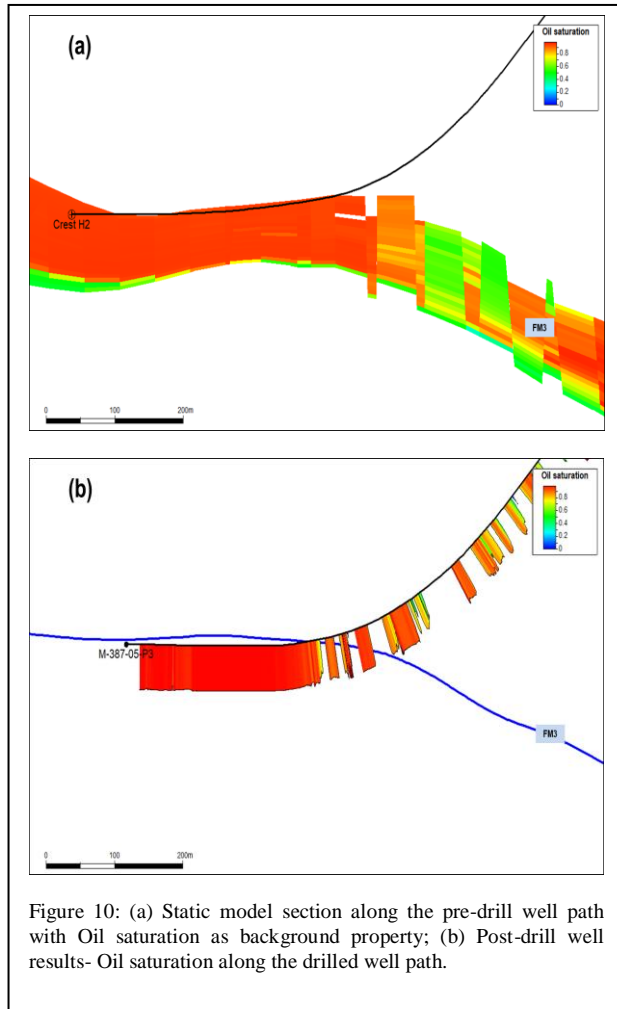 (a)
Oil saturation
0.8
0.6
0.4
0.2
0
Crest H2
FM3
0 100 200m
(b)
Oil saturation
0.8
0.6
0.4
0.2
0
M-387-05-P3
FM3
0 100 200m
Figure 10: (a) Static model section along the pre-drill well path
with Oil saturation as background property; (b) Post-drill well
results- Oil saturation along the drilled well path.